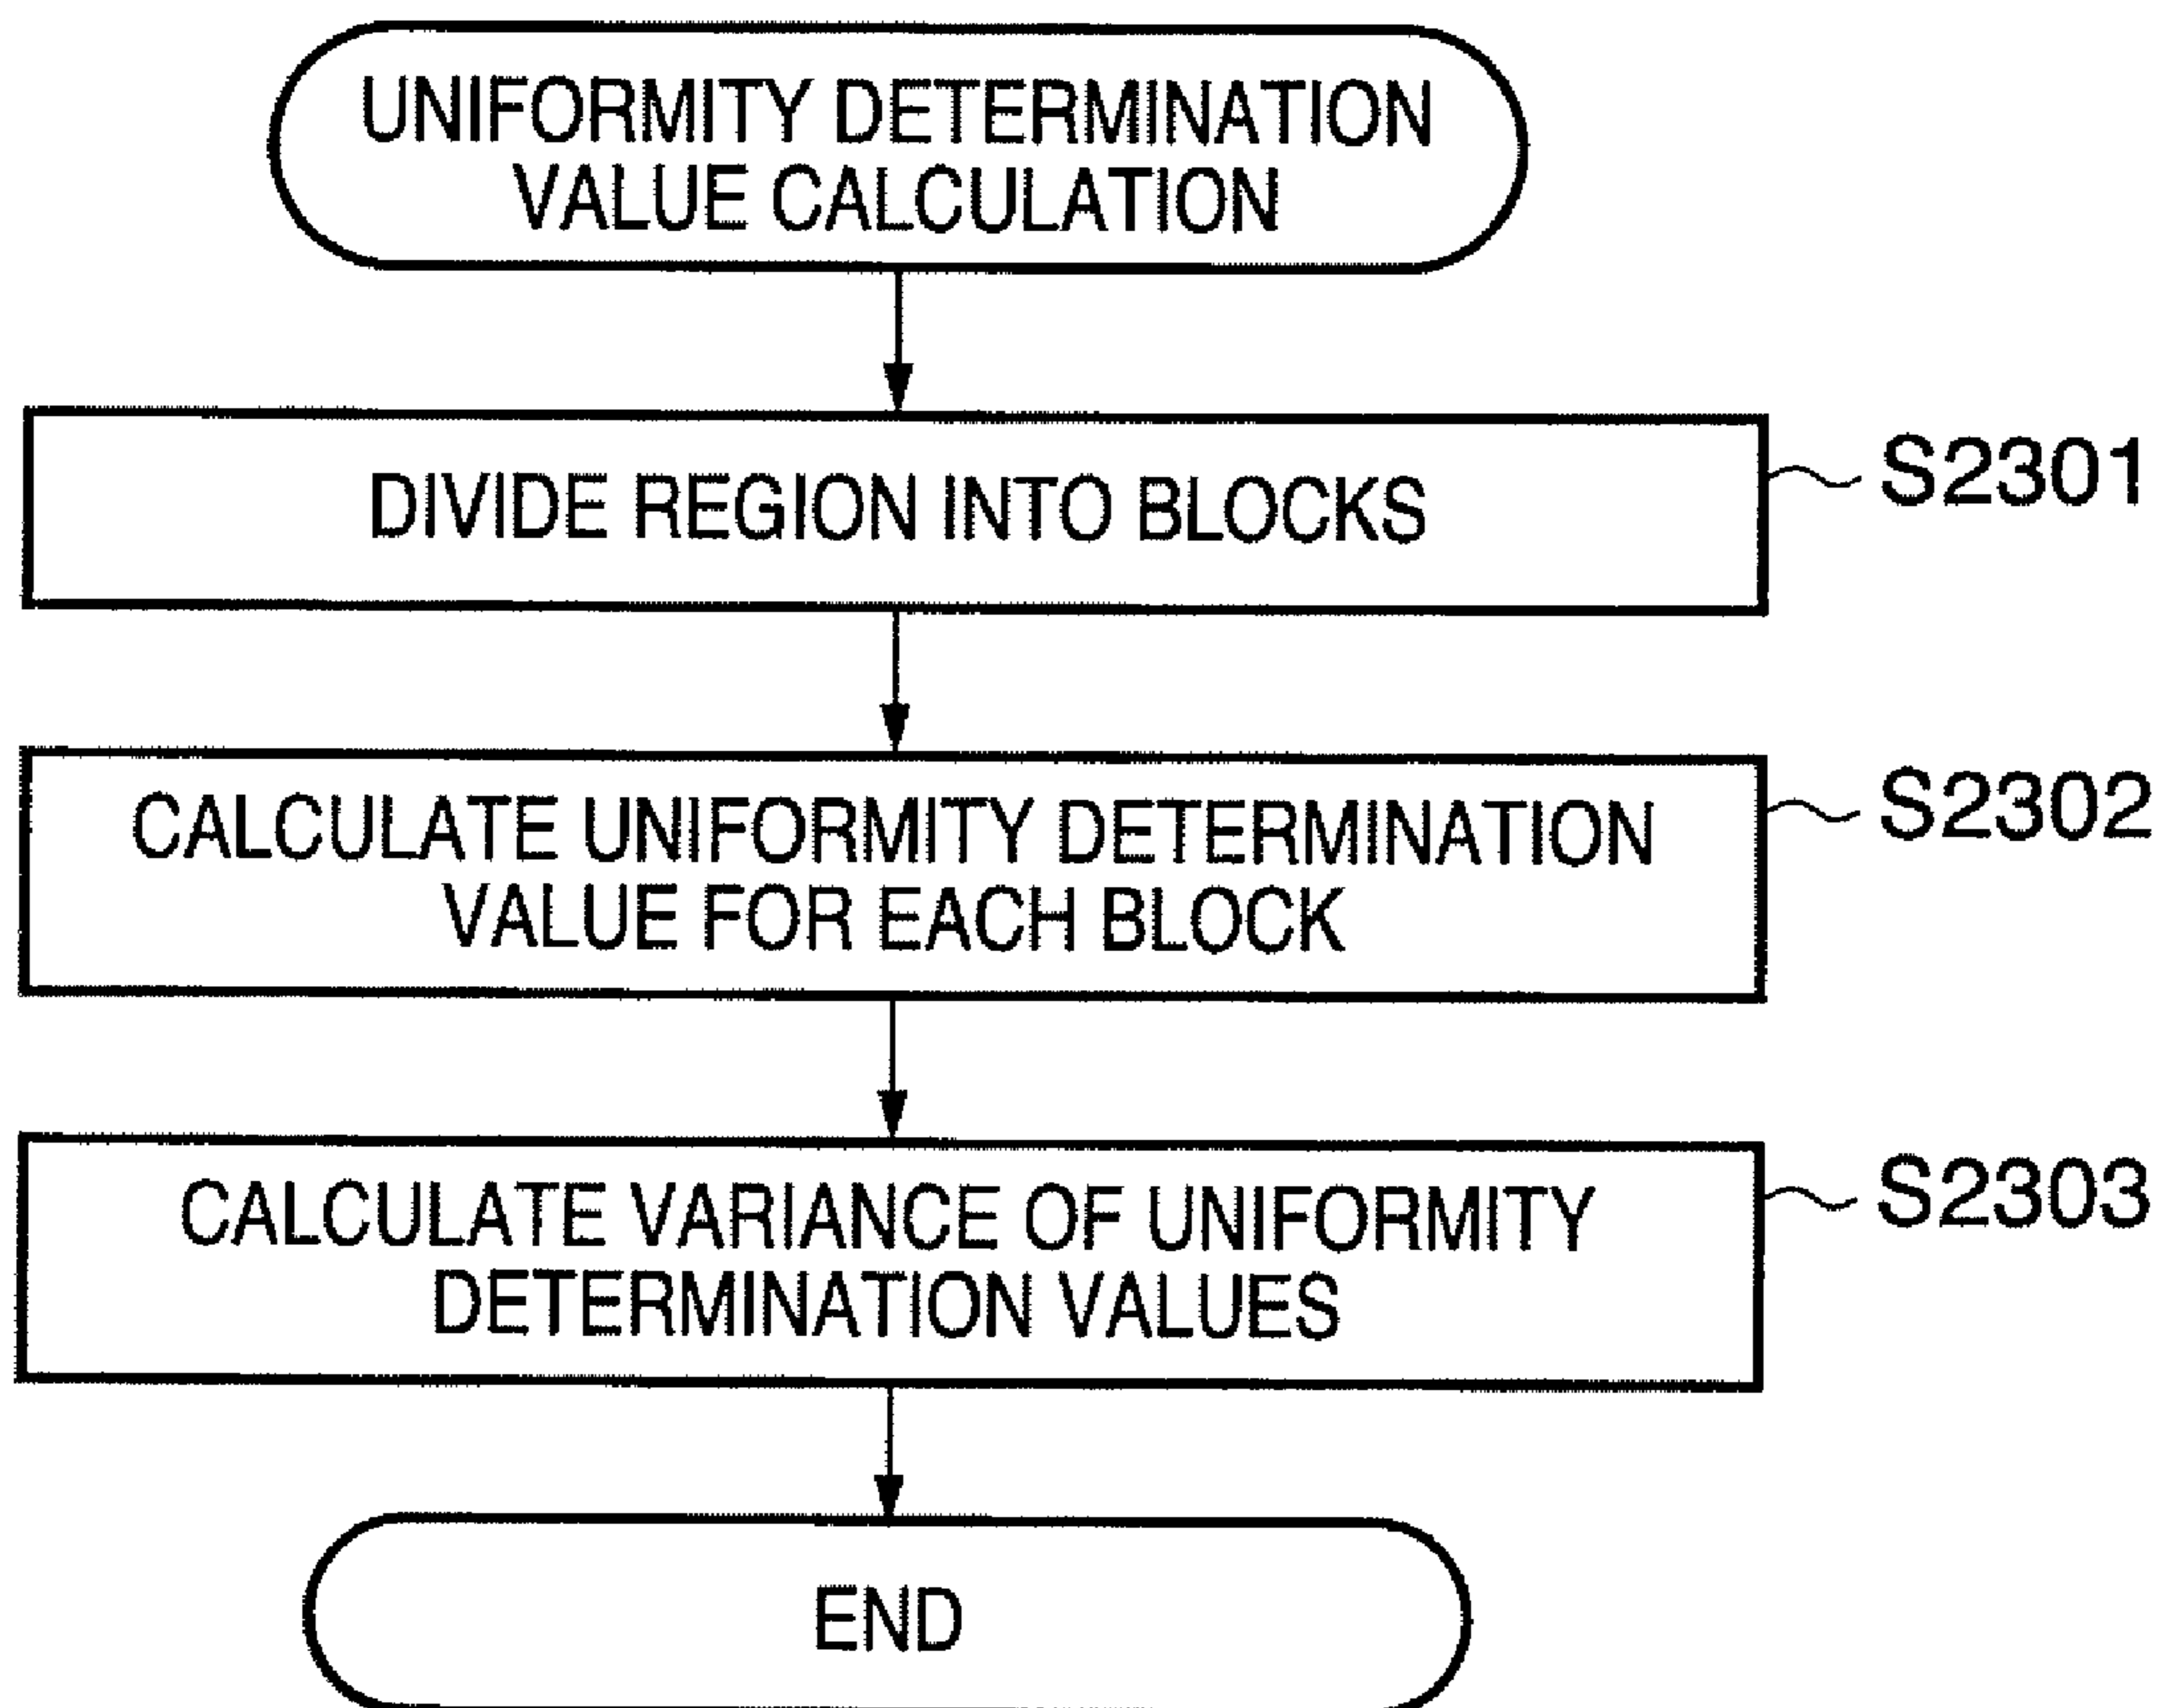 UNIFORMITY DETERMINATION
VALUE CALCULATION
DIVIDE REGION INTO BLOCKS
S2301
CALCULATE UNIFORMITY DETERMINATION
VALUE FOR EACH BLOCK
S2302
CALCULATE VARIANCE OF UNIFORMITY
DETERMINATION VALUES
S2303
END